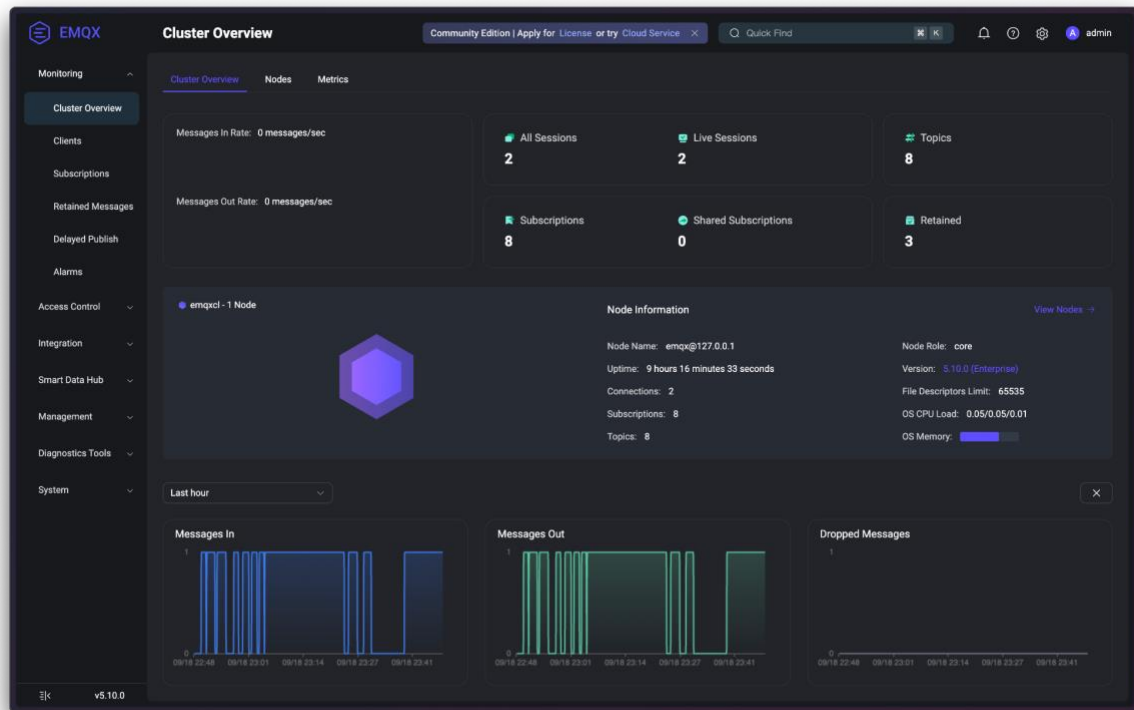 EMQX
Cluster Overview
Community Edition | Apply for License or try Cloud Service
Quick Find
⌘ K
A admin
Monitoring
Cluster Overview
Clients
Subscriptions
Retained Messages
Delayed Publish
Alarms
Access Control
Integration
Smart Data Hub
Management
Diagnostics Tools
System
v5.10.0
Cluster Overview Nodes Metrics
Messages In Rate: 0 messages/sec
Messages Out Rate: 0 messages/sec
All Sessions
2
Live Sessions
2
Topics
8
Subscriptions
8
Shared Subscriptions
0
Retained
3
emqxcl - 1 Node
Node Information
View Nodes →
Node Name: emqx@127.0.0.1
Uptime: 9 hours 16 minutes 33 seconds
Connections: 2
Subscriptions: 8
Topics: 8
Node Role: core
Version: 5.10.0 (Enterprise)
File Descriptors Limit: 65535
OS CPU Load: 0.05/0.05/0.01
OS Memory:
Last hour
Messages In
1
0
09/18 22:48 09/18 23:01 09/18 23:14 09/18 23:27 09/18 23:41
Messages Out
1
0
09/18 22:48 09/18 23:01 09/18 23:14 09/18 23:27 09/18 23:41
Dropped Messages
1
0
09/18 22:48 09/18 23:01 09/18 23:14 09/18 23:27 09/18 23:41